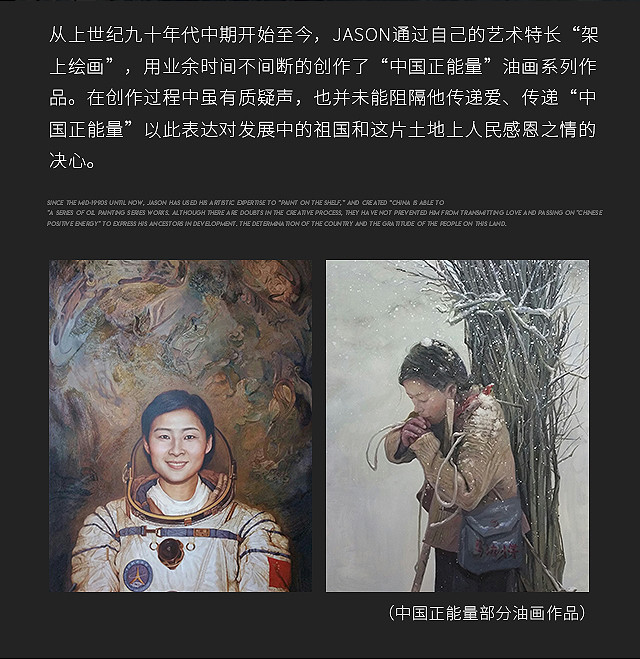 从上世纪九十年代中期开始至今，JASON通过自己的艺术特长“架
上绘画”，用业余时间不间断的创作了“中国正能量”油画系列作
品。在创作过程中虽有质疑声，也并未能阻隔他传递爱、传递“中
国正能量”以此表达对发展中的祖国和这片土地上人民感恩之情的
决心。
SINCE THE MID-1990S UNTIL NOW, JASON HAS USED HIS ARTISTIC EXPERTISE TO "PAINT ON THE SHELF," AND CREATED "CHINA IS ABLE TO
"A SERIES OF OIL PAINTING SERIES WORKS. ALTHOUGH THERE ARE DOUBTS IN THE CREATIVE PROCESS, THEY HAVE NOT PREVENTED HIM FROM TRANSMITTING LOVE AND PASSING ON "CHINESE
POSITIVE ENERGY" TO EXPRESS HIS ANCESTORS IN DEVELOPMENT. THE DETERMINATION OF THE COUNTRY AND THE GRATITUDE OF THE PEOPLE ON THIS LAND.
（中国正能量部分油画作品）